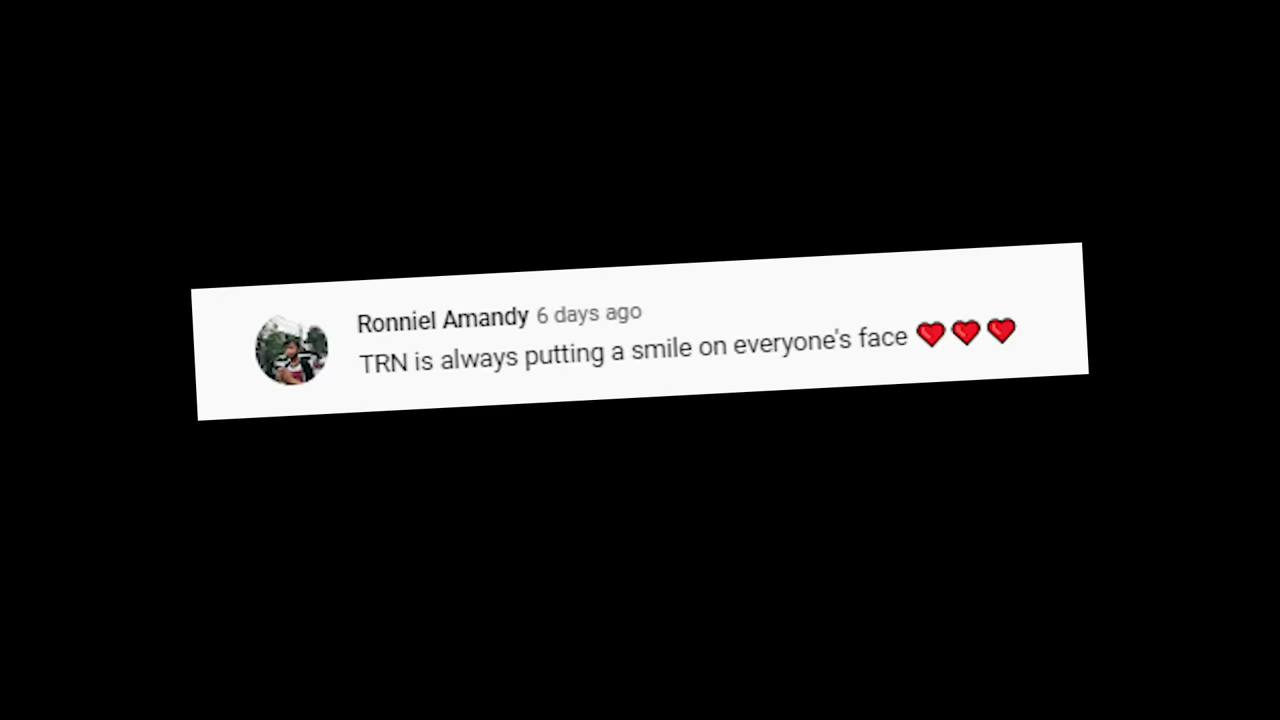 Ronniel Amandy 6 days ago
TRN is always putting a smile on everyone's face ❤️❤️❤️